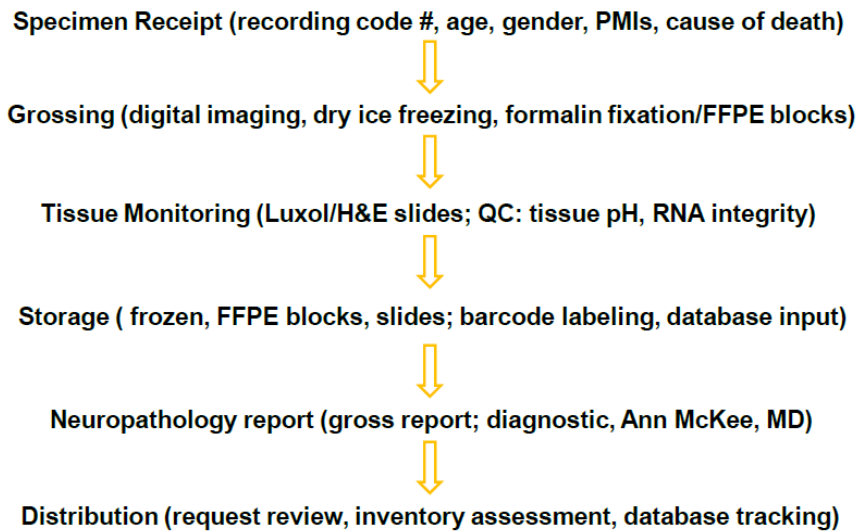 Specimen Receipt (recording code #, age, gender, PMIs, cause of death)
Grossing (digital imaging, dry ice freezing, formalin fixation/FFPE blocks)
Tissue Monitoring (Luxol/H&E slides; QC: tissue pH, RNA integrity)
Storage ( frozen, FFPE blocks, slides; barcode labeling, database input)
Neuropathology report (gross report; diagnostic, Ann McKee, MD)
Distribution (request review, inventory assessment, database tracking)